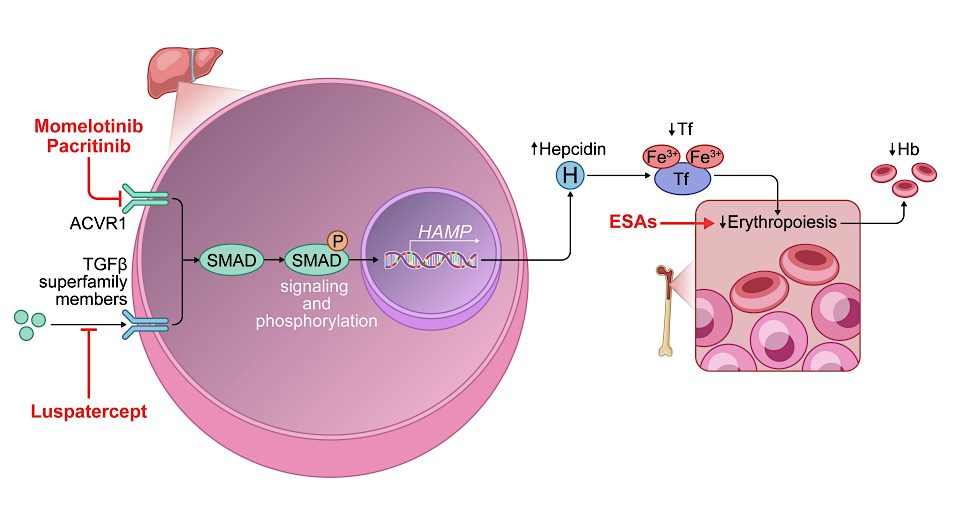 Momelotinib
Pacritinib
ACVR1
TGFβ
superfamily
members
Luspatercept
SMAD
SMAD
P
signaling
and
phosphorylation
HAMP
↑Hepcidin
H
↓Tf
Fe³⁺
Fe³⁺
Tf
ESAs
↓Erythropoiesis
↓Hb